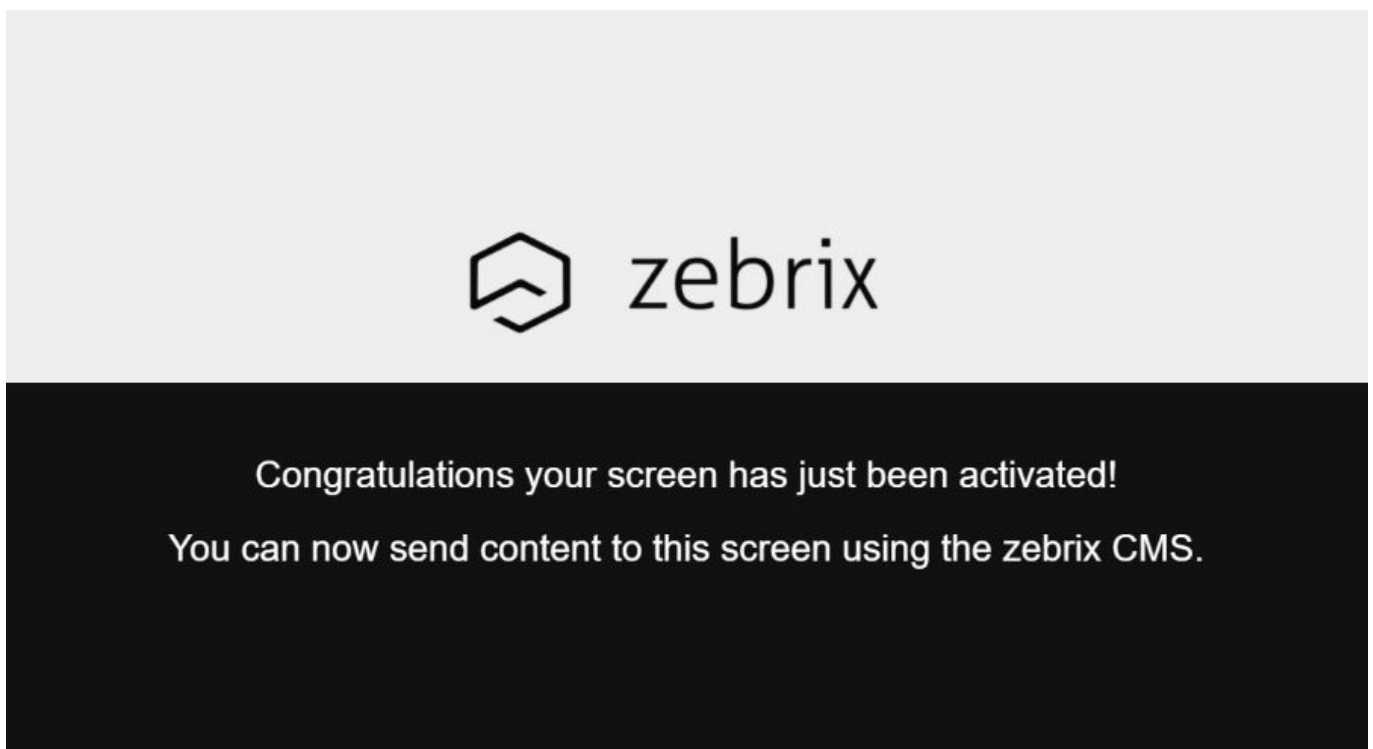 zebrix
Congratulations your screen has just been activated!
You can now send content to this screen using the zebrix CMS.